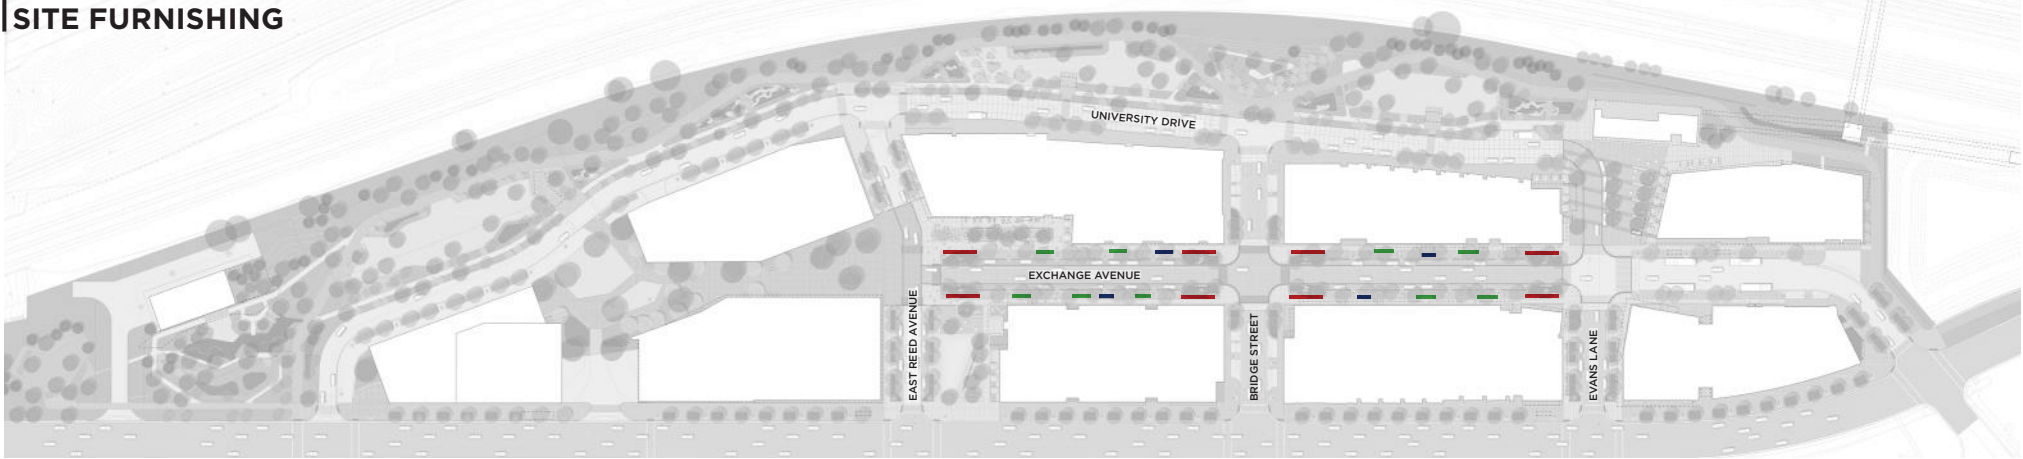 SITE FURNISHING
UNIVERSITY DRIVE
EXCHANGE AVENUE
EAST REED AVENUE
BRIDGE STREET
EVANS LANE